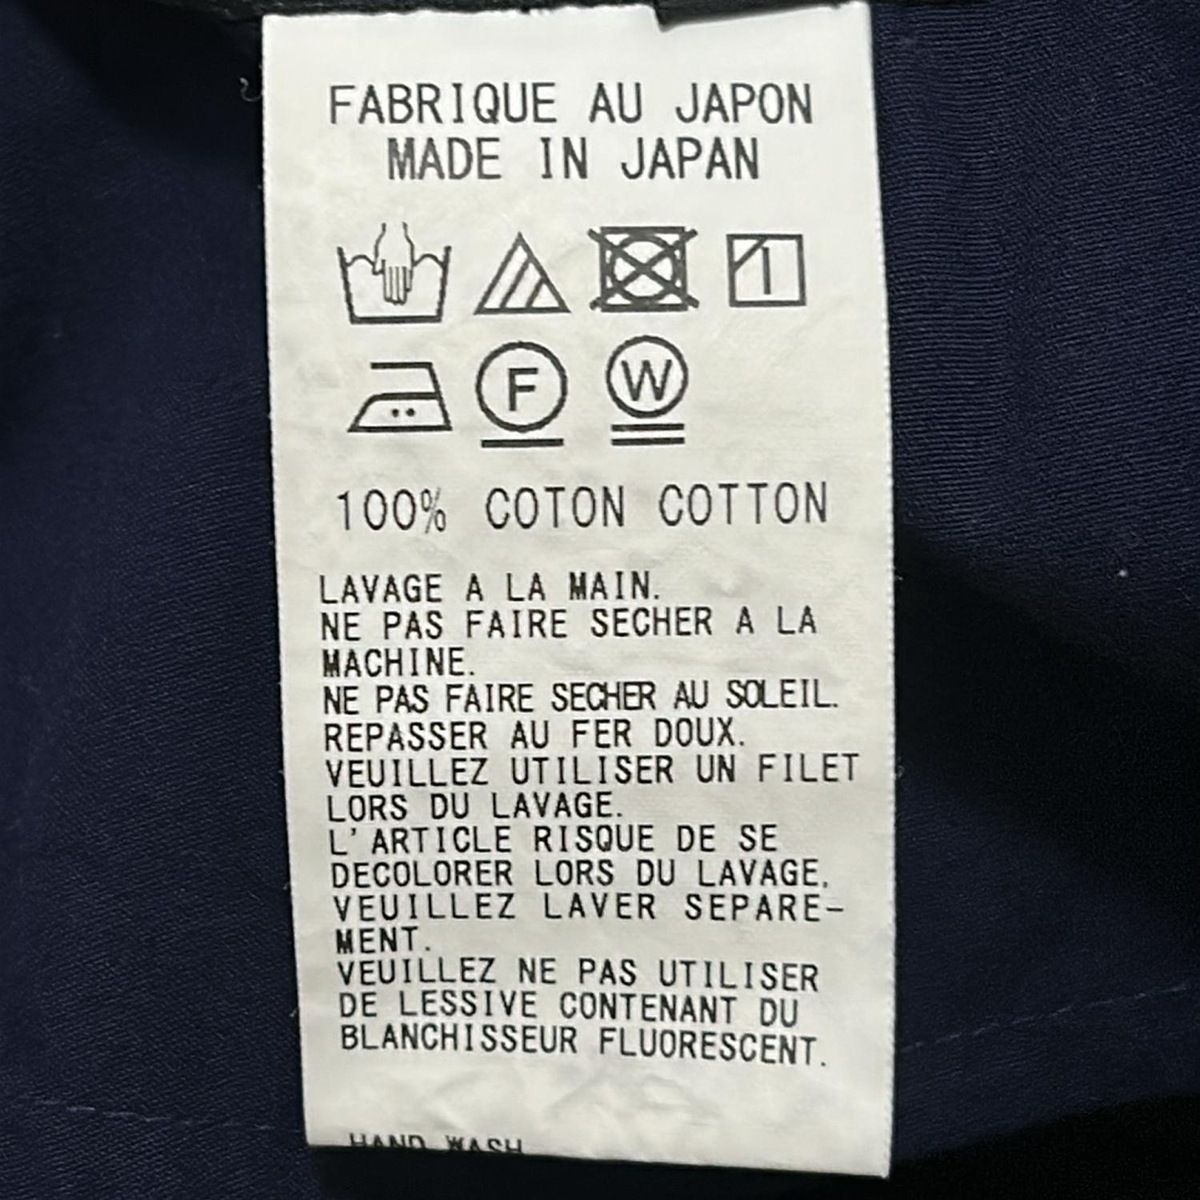 FABRIQUE AU JAPON
MADE IN JAPAN
F
W
100% COTON COTTON
LAVAGE A LA MAIN.
NE PAS FAIRE SECHER A LA
MACHINE.
NE PAS FAIRE SECHER AU SOLEIL.
REPASSER AU FER DOUX.
VEUILLEZ UTILISER UN FILET
LORS DU LAVAGE.
L'ARTICLE RISQUE DE SE
DECOLORER LORS DU LAVAGE.
VEUILLEZ LAVER SEPARE-
MENT.
VEUILLEZ NE PAS UTILISER
DE LESSIVE CONTENANT DU
BLANCHISSEUR FLUORESCENT.
HAND WASH